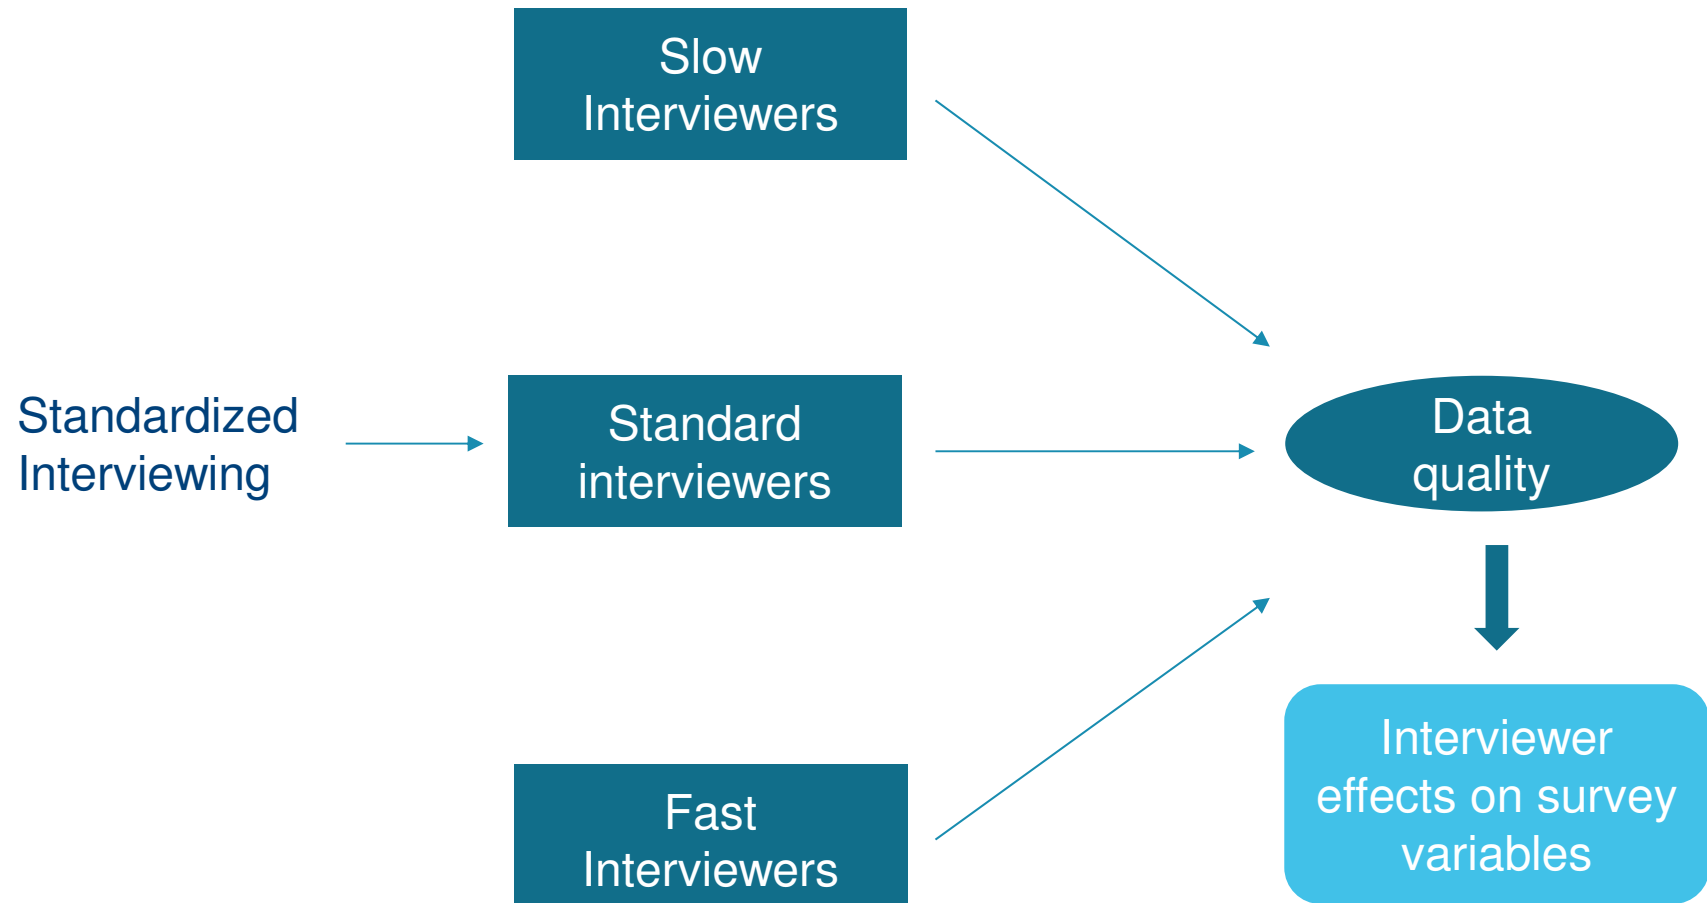 Slow
Interviewers
Standardized
Interviewing
Standard
interviewers
Data
quality
Fast
Interviewers
Interviewer
effects on survey
variables